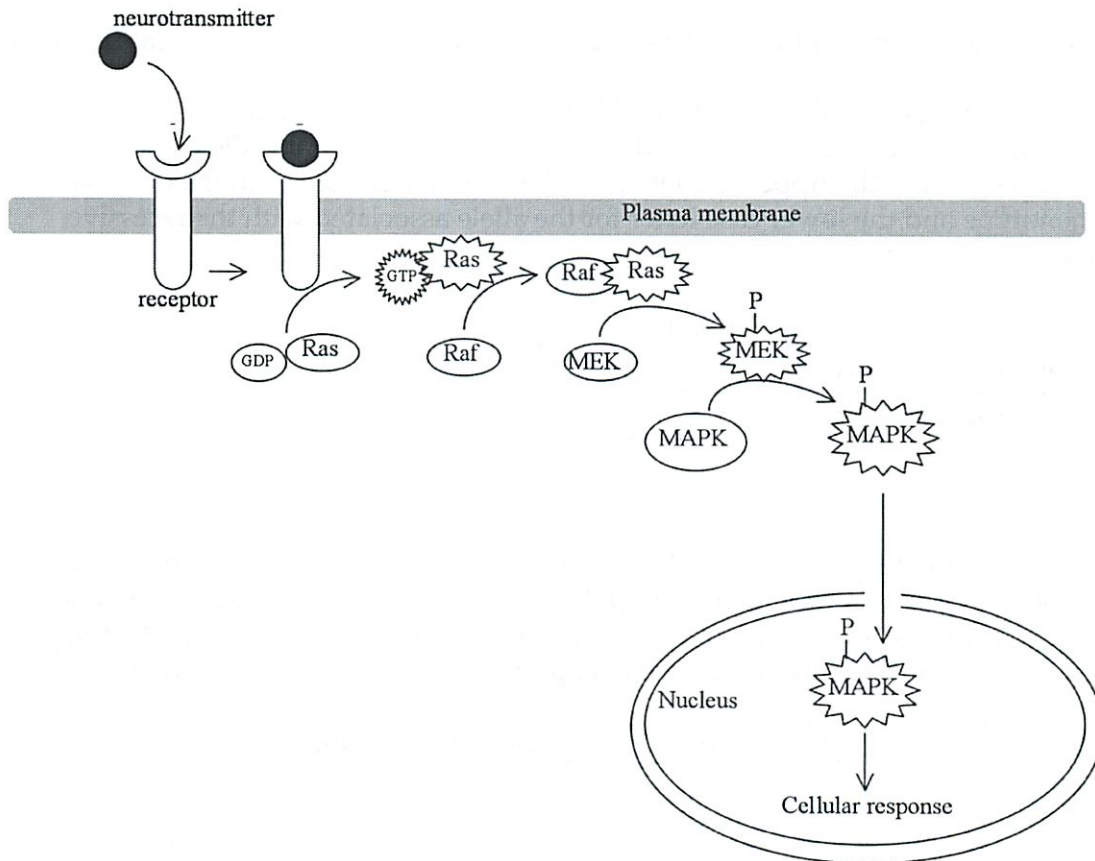 neurotransmitter
Plasma membrane
receptor
GTP
Ras
Raf
Ras
GDP
Ras
Raf
MEK
P
MEK
P
MAPK
MAPK
P
MAPK
Nucleus
Cellular response